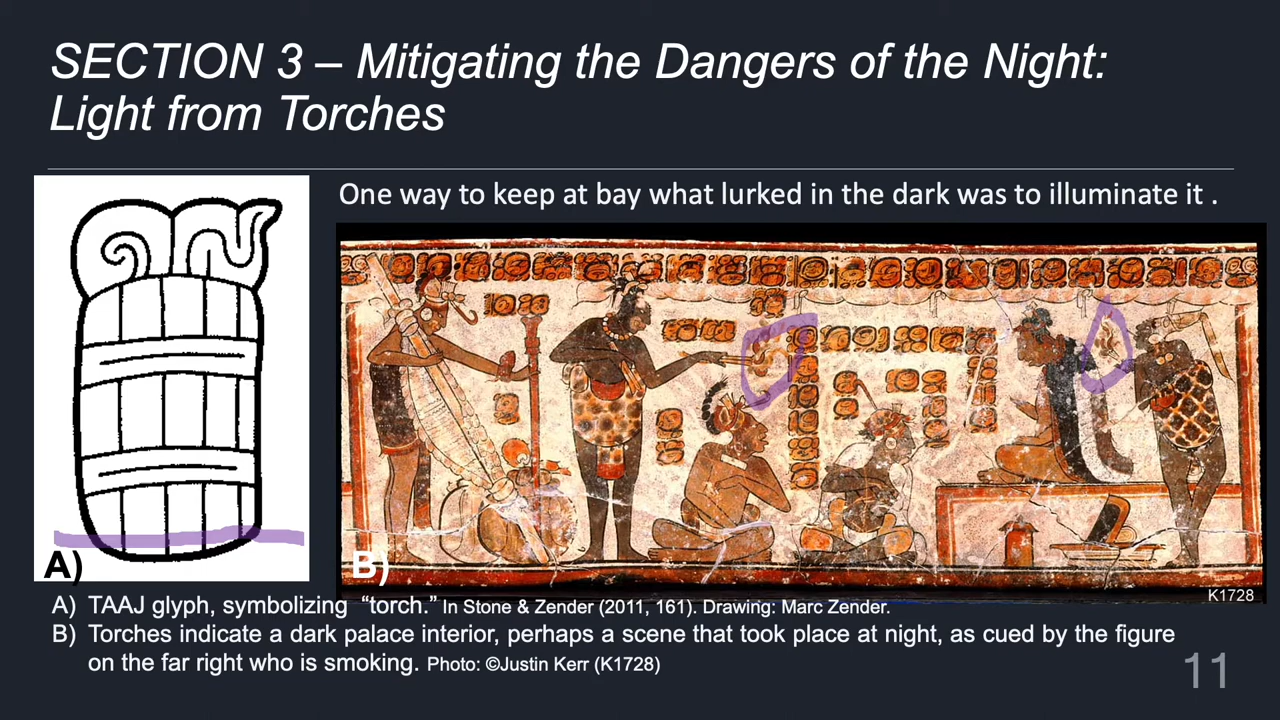 SECTION 3 – Mitigating the Dangers of the Night:
Light from Torches
One way to keep at bay what lurked in the dark was to illuminate it .
A)
B)
K1728
A) TAAJ glyph, symbolizing “torch.” In Stone & Zender (2011, 161). Drawing: Marc Zender.
B) Torches indicate a dark palace interior, perhaps a scene that took place at night, as cued by the figure
on the far right who is smoking. Photo: ©Justin Kerr (K1728)
11